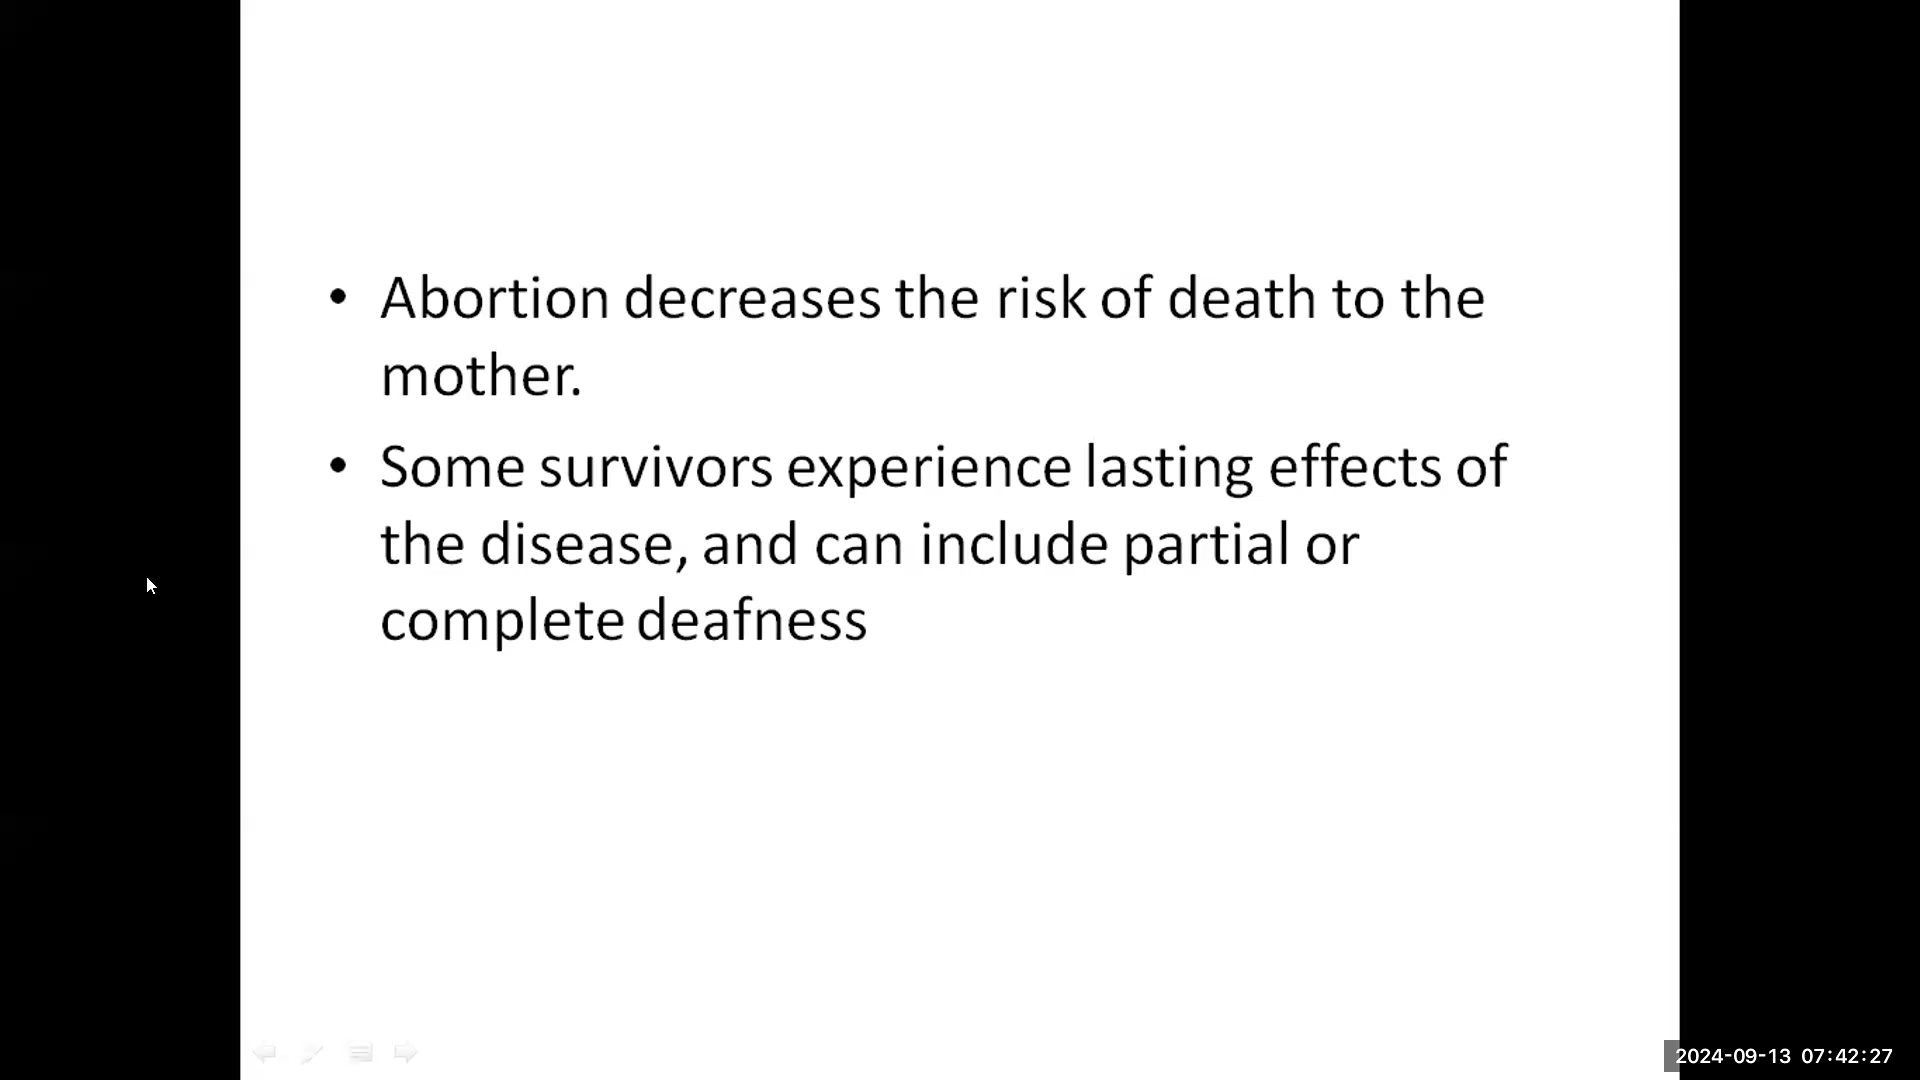 • Abortion decreases the risk of death to the
mother.
• Some survivors experience lasting effects of
the disease, and can include partial or
complete deafness
2024-09-13 07:42:27